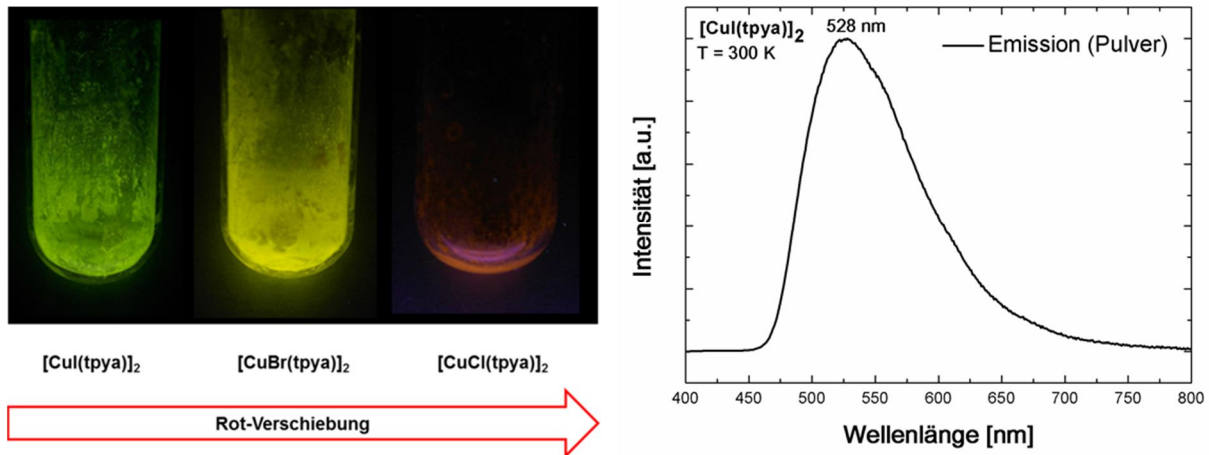 [CuI(tpya)]2
[CuBr(tpya)]2
[CuCl(tpya)]2
Rot-Verschiebung
[CuI(tpya)]2
T = 300 K
528 nm
Emission (Pulver)
Intensität [a.u.]
400 450 500 550 600 650 700 750 800
Wellenlänge [nm]